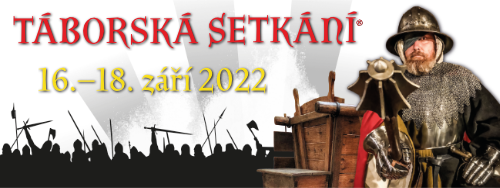 TÁBORSKÁ SETKÁNÍ®
16.–18. září 2022